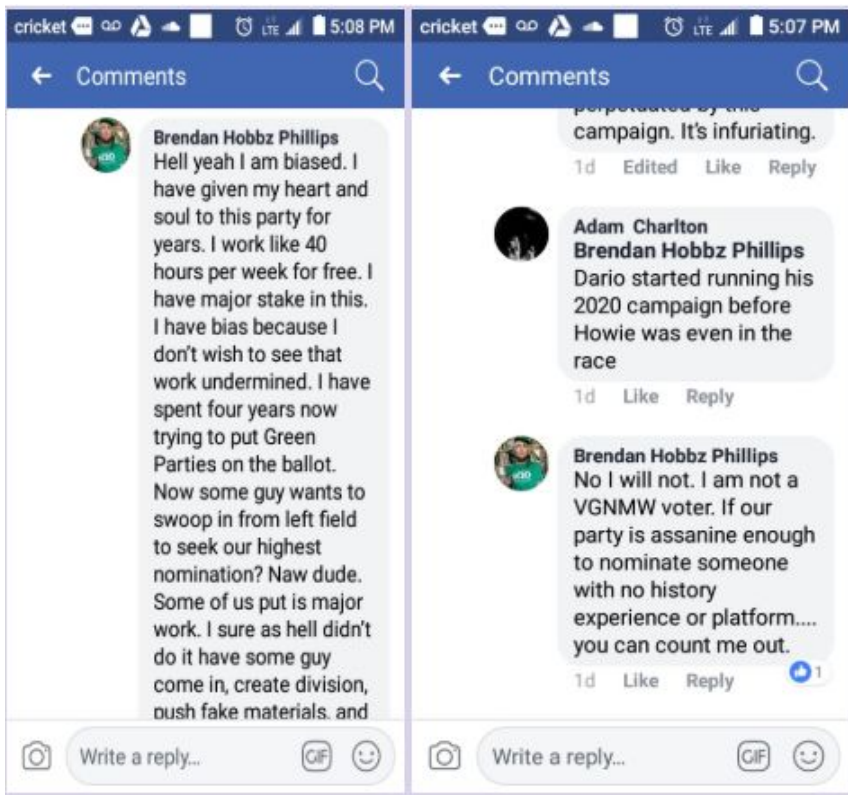 cricket LTE 5:08 PM
Comments
Brendan Hobbz Phillips
Hell yeah I am biased. I
have given my heart and
soul to this party for
years. I work like 40
hours per week for free. I
have major stake in this.
I have bias because I
don't wish to see that
work undermined. I have
spent four years now
trying to put Green
Parties on the ballot.
Now some guy wants to
swoop in from left field
to seek our highest
nomination? Naw dude.
Some of us put is major
work. I sure as hell didn't
do it have some guy
come in, create division,
push fake materials, and
Write a reply...
GIF
cricket LTE 5:07 PM
Comments
perpetuated by this
campaign. It's infuriating.
1d Edited Like Reply
Adam Charlton
Brendan Hobbz Phillips
Dario started running his
2020 campaign before
Howie was even in the
race
1d Like Reply
Brendan Hobbz Phillips
No I will not. I am not a
VGNMW voter. If our
party is assanine enough
to nominate someone
with no history
experience or platform....
you can count me out.
1
1d Like Reply
Write a reply...
GIF